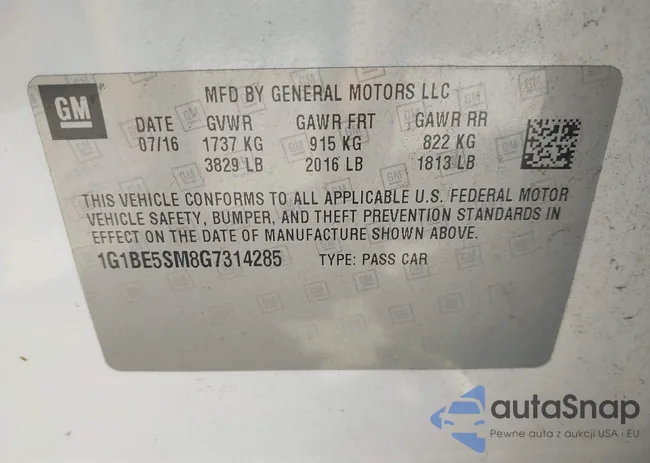 GM
MFD BY GENERAL MOTORS LLC
DATE GVWR GAWR FRT GAWR RR
07/16 1737 KG 915 KG 822 KG
3829 LB 2016 LB 1813 LB
THIS VEHICLE CONFORMS TO ALL APPLICABLE U.S. FEDERAL MOTOR
VEHICLE SAFETY, BUMPER, AND THEFT PREVENTION STANDARDS IN
EFFECT ON THE DATE OF MANUFACTURE SHOWN ABOVE.
1G1BE5SM8G7314285 TYPE: PASS CAR
autaSnap
Pewne auta z aukcji USA i EU